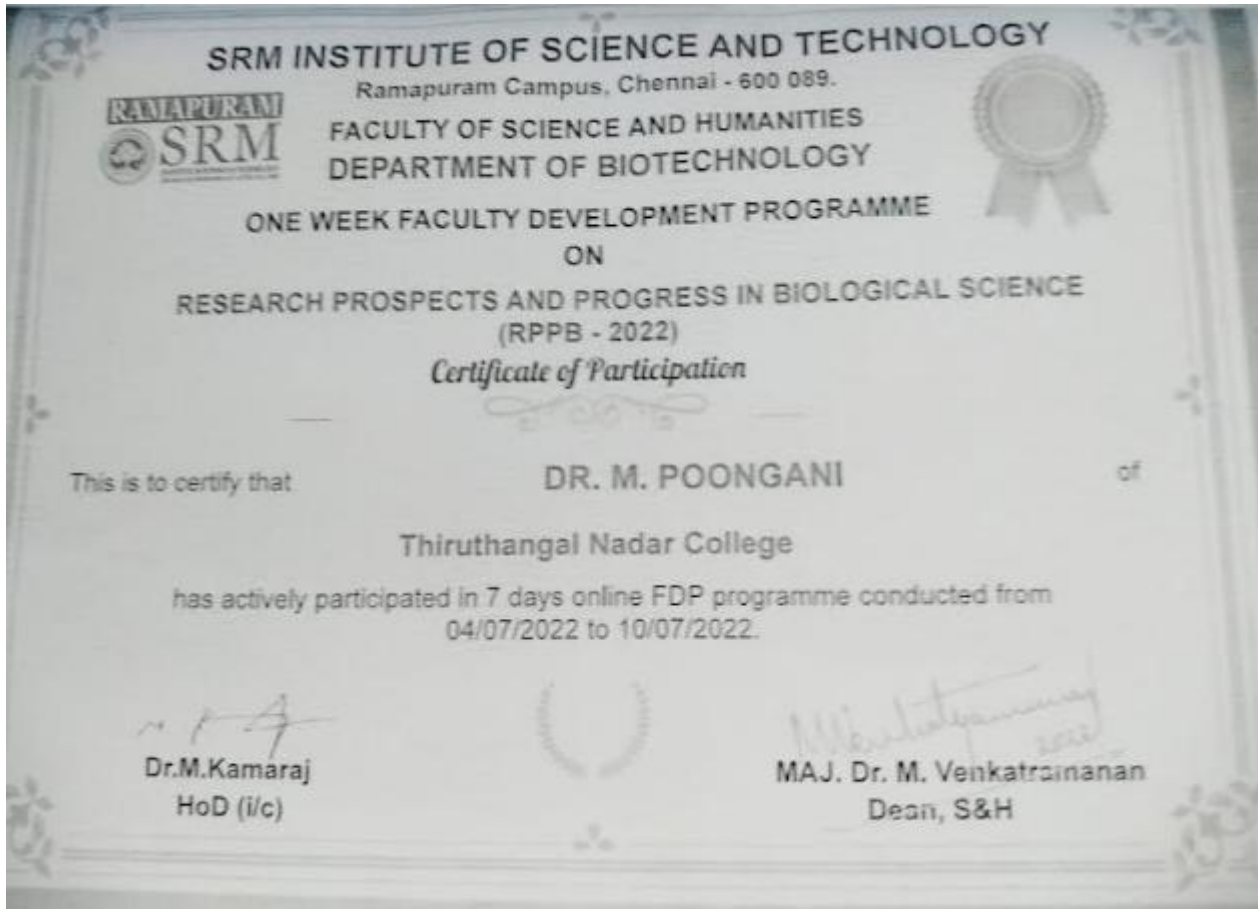 SRM INSTITUTE OF SCIENCE AND TECHNOLOGY
Ramapuram Campus, Chennai - 600 089.
RAMAPURAM
SRM
FACULTY OF SCIENCE AND HUMANITIES
DEPARTMENT OF BIOTECHNOLOGY
ONE WEEK FACULTY DEVELOPMENT PROGRAMME
ON
RESEARCH PROSPECTS AND PROGRESS IN BIOLOGICAL SCIENCE
(RPPB - 2022)
Certificate of Participation
This is to certify that DR. M. POONGANI of
Thiruthangal Nadar College
has actively participated in 7 days online FDP programme conducted from
04/07/2022 to 10/07/2022.
2022
Dr.M.Kamaraj
HoD (i/c)
MAJ. Dr. M. Venkatramanan
Dean, S&H